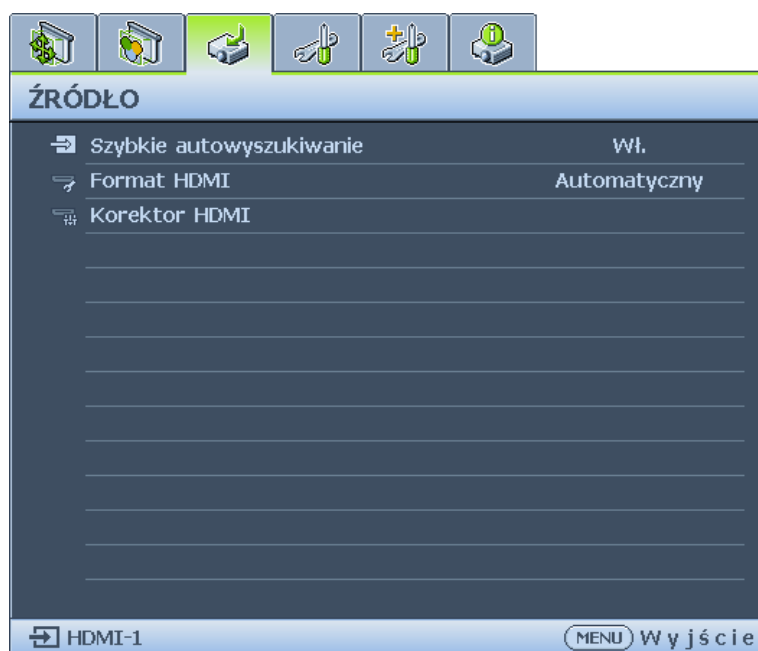 ŹRÓDŁO
Szybkie autowyszukiwanie Wł.
Format HDMI Automatyczny
Korektor HDMI
HDMI-1 MENU Wyjście